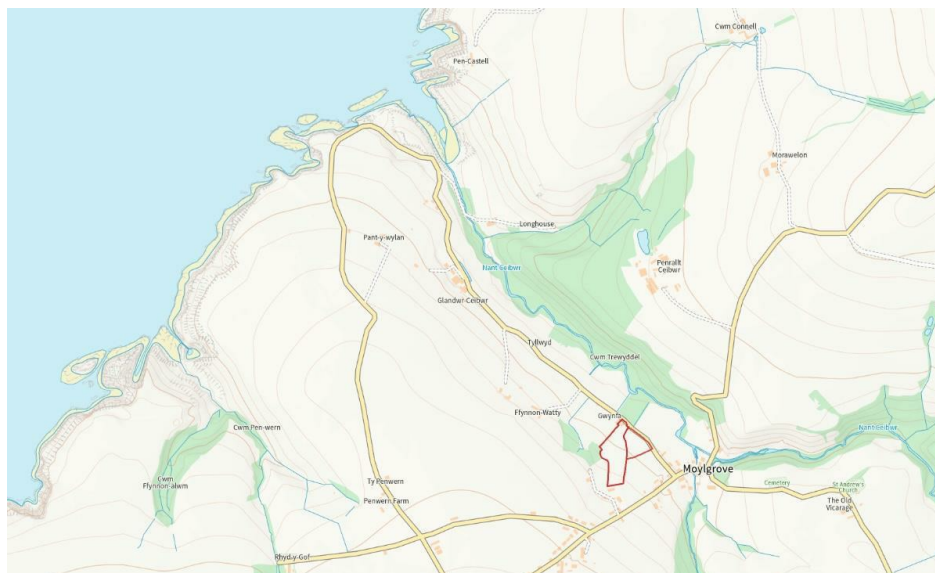 Cwm Connell
Pen-Castell
Morawelon
Longhouse
Pant-y-wylan
Nant Ceibwr
Penrallt
Ceibwr
Glandwr-Ceibwr
Tyllwyd
Cwm Trewyddel
Ffynnon-Watty
Gwynfa
Nant Ceibwr
Cwm Pen-wern
Moylgrove
Cwm
Ffynnon-alwm
Ty Penwern
Cemetery
St Andrew's
Church
Penwern Farm
The Old
Vicarage
Rhyd-y-Gof